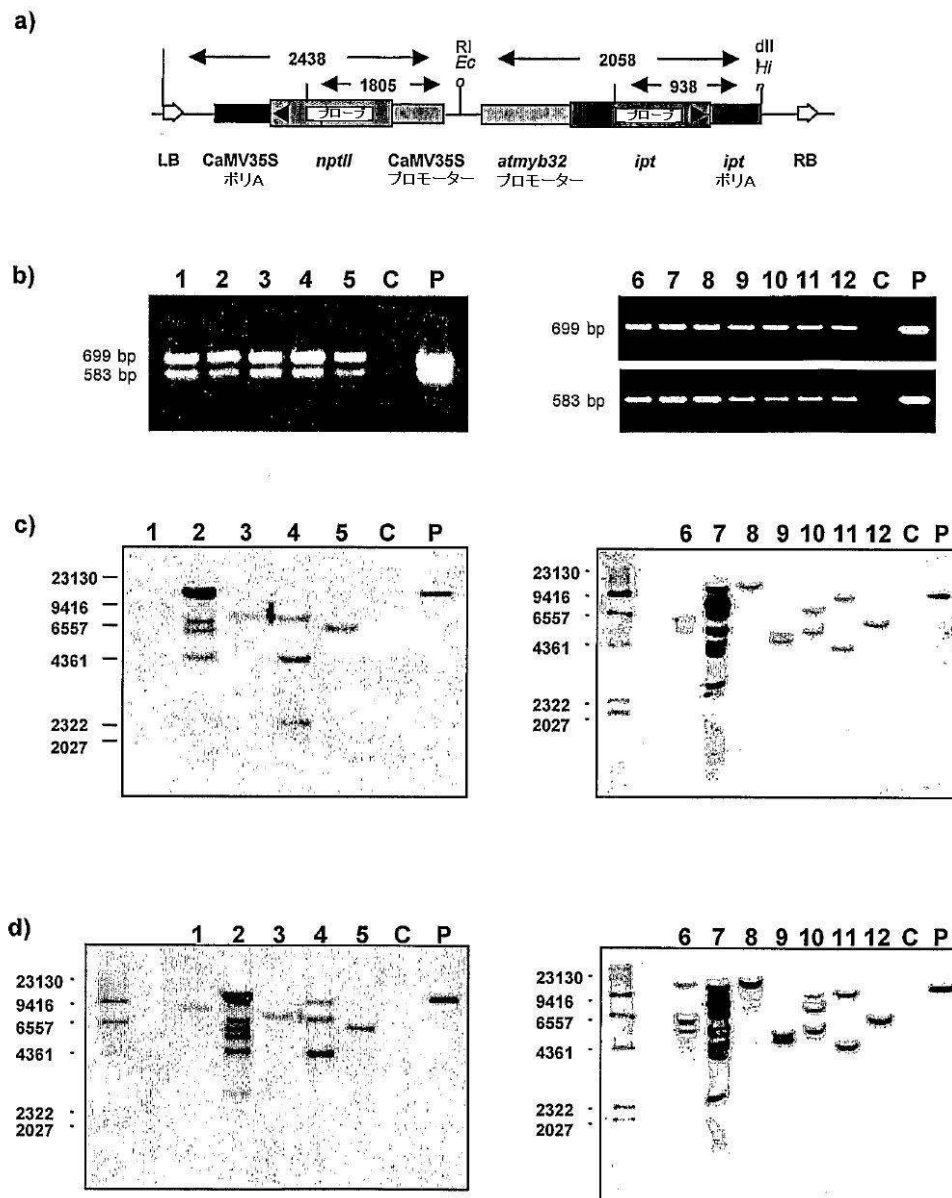 a)
RI
Ec
o
dII
Hi
n
2438
2058
1805
938
プローブ
プローブ
LB
CaMV35S
ポリA
nptII
CaMV35S
プロモーター
atmyb32
プロモーター
ipt
ipt
ポリA
RB
b)
1 2 3 4 5 C P
699 bp
583 bp
6 7 8 9 10 11 12 C P
699 bp
583 bp
c)
1 2 3 4 5 C P
23130
9416
6557
4361
2322
2027
6 7 8 9 10 11 12 C P
23130
9416
6557
4361
2322
2027
d)
1 2 3 4 5 C P
23130
9416
6557
4361
2322
2027
6 7 8 9 10 11 12 C P
23130
9416
6557
4361
2322
2027